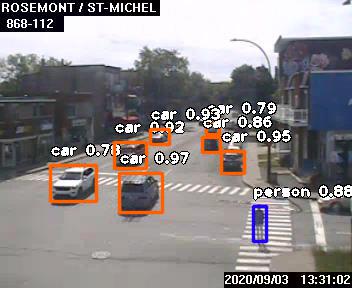 ROSEMONT / ST-MICHEL
868-112
car 0.79
car 0.93
car 0.86
car 0.92
car 0.95
car 0.78
car 0.97
person 0.88
2020/09/03 13:31:02